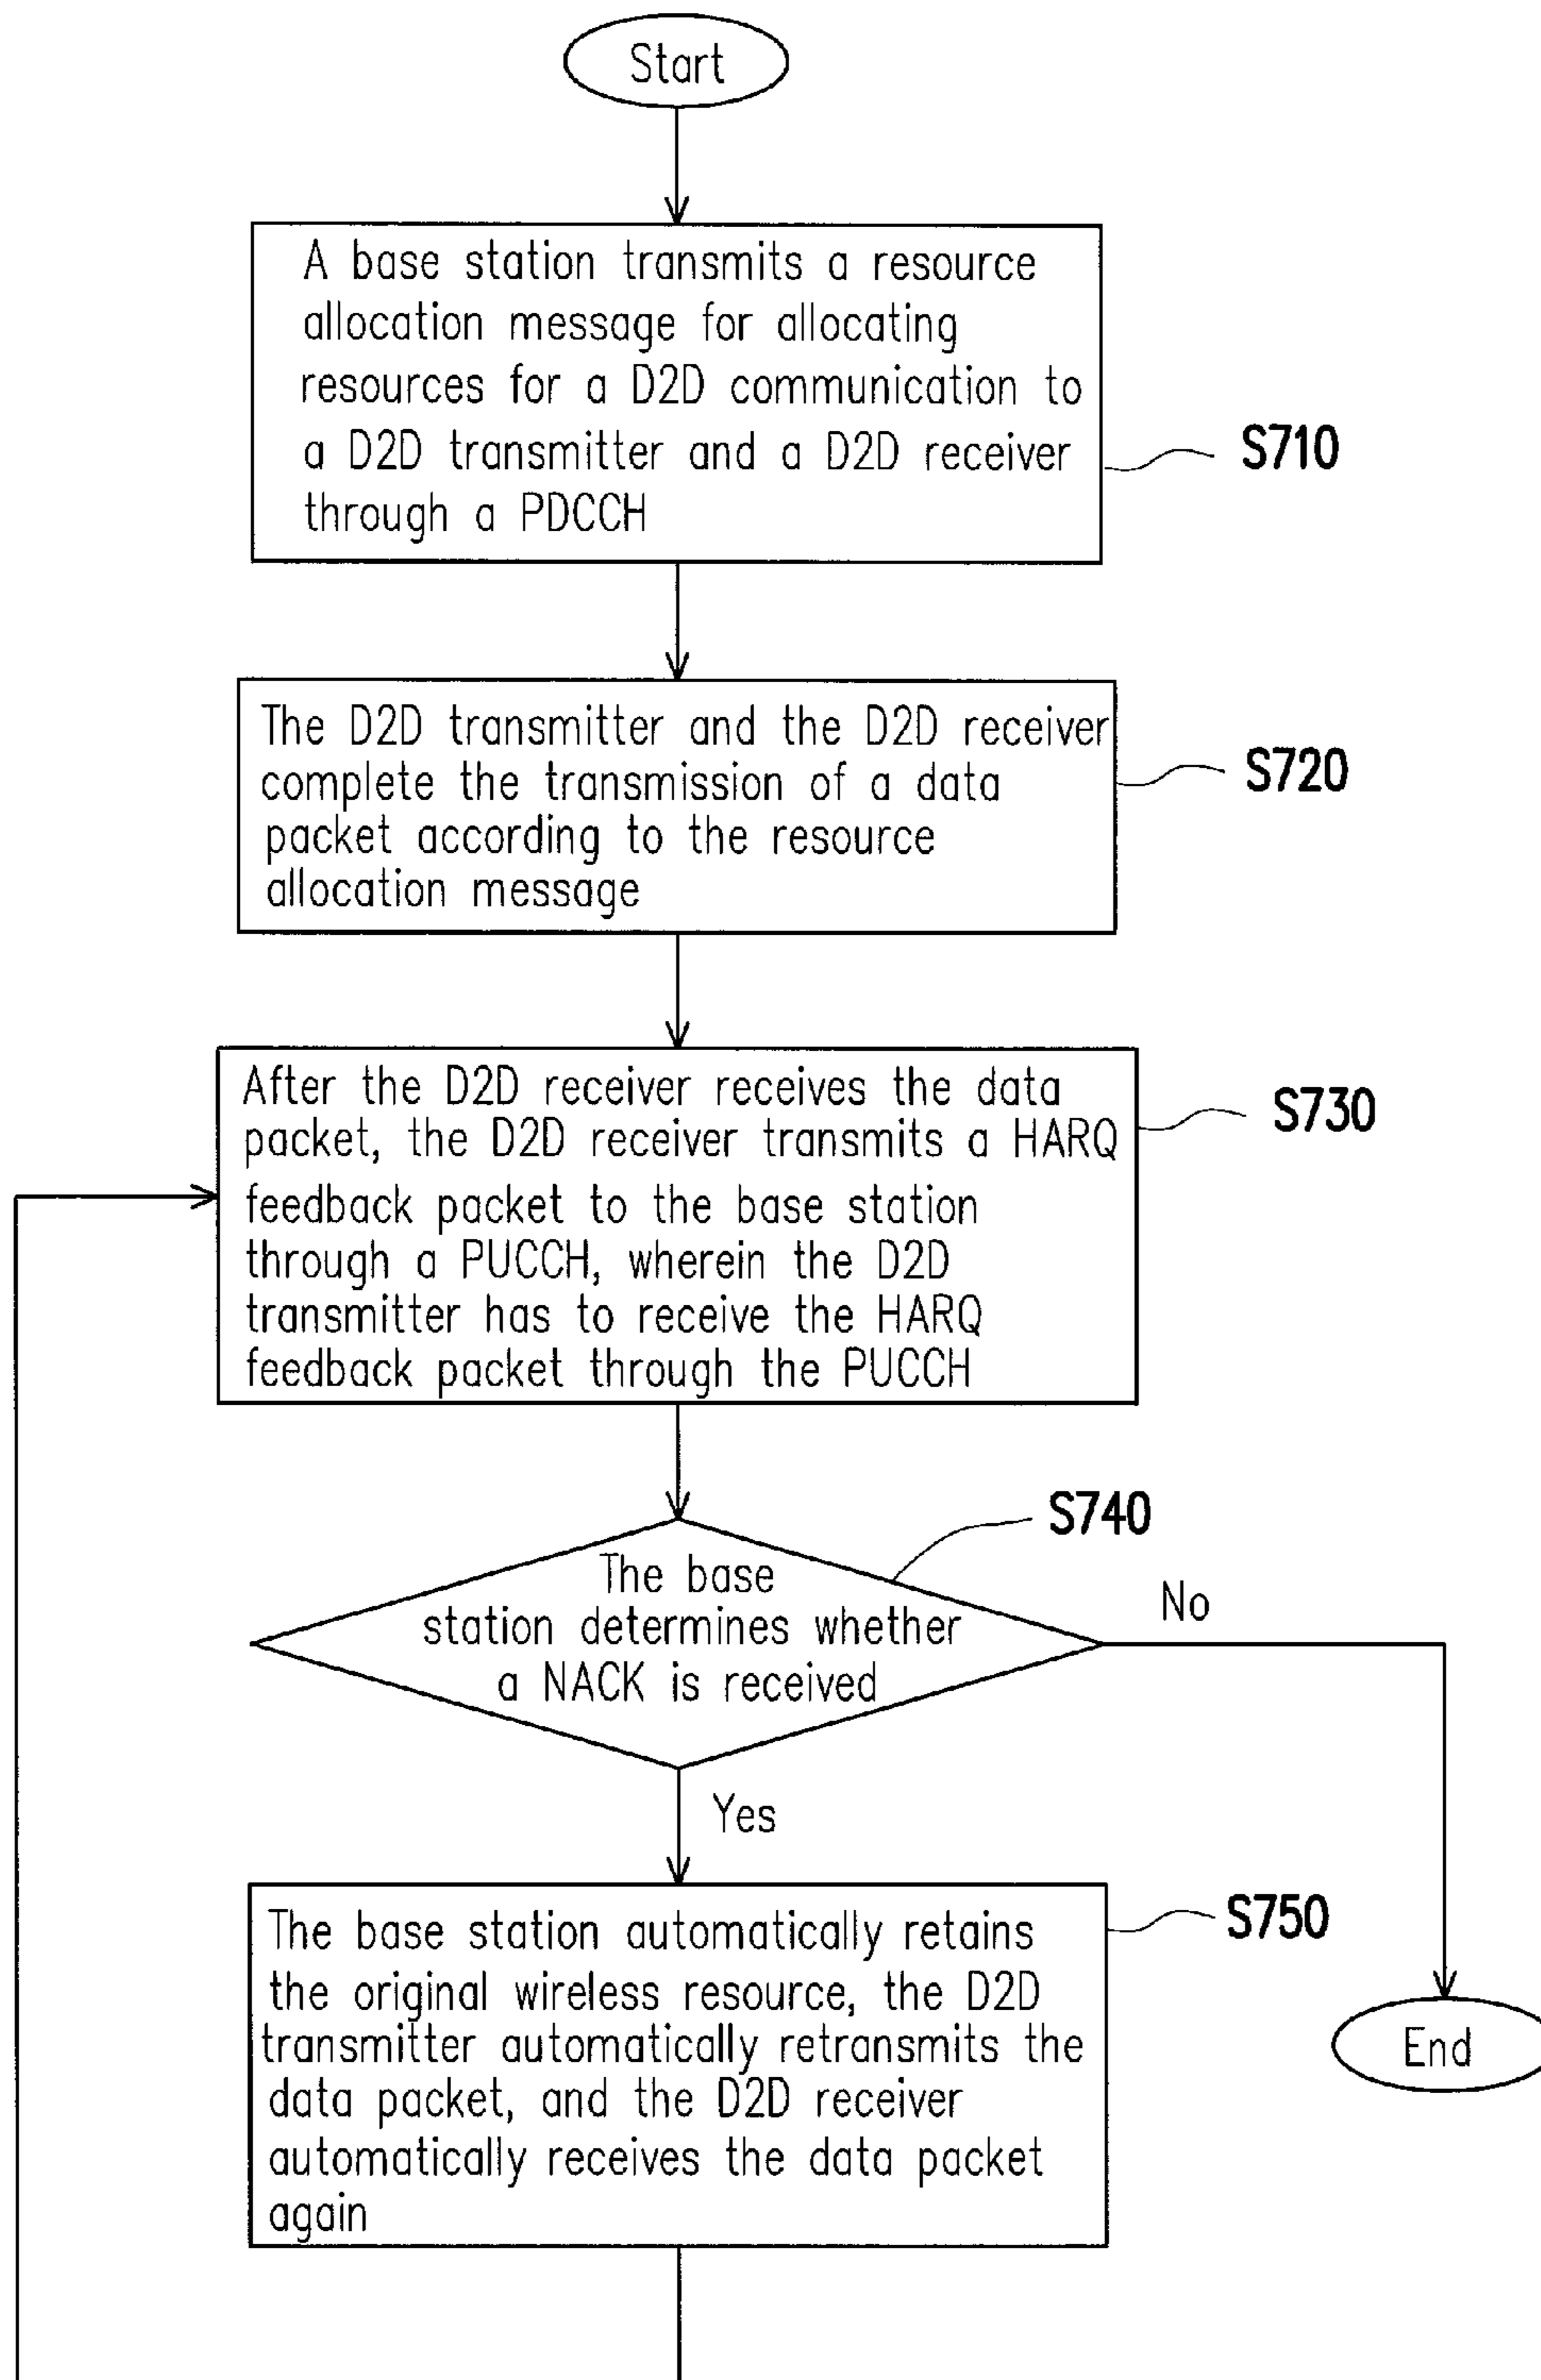 Start
A base station transmits a resource
allocation message for allocating
resources for a D2D communication to
a D2D transmitter and a D2D receiver
through a PDCCH
S710
The D2D transmitter and the D2D receiver
complete the transmission of a data
packet according to the resource
allocation message
S720
After the D2D receiver receives the data
packet, the D2D receiver transmits a HARQ
feedback packet to the base station
through a PUCCH, wherein the D2D
transmitter has to receive the HARQ
feedback packet through the PUCCH
S730
The base
station determines whether
a NACK is received
S740
No
Yes
The base station automatically retains
the original wireless resource, the D2D
transmitter automatically retransmits the
data packet, and the D2D receiver
automatically receives the data packet
again
S750
End